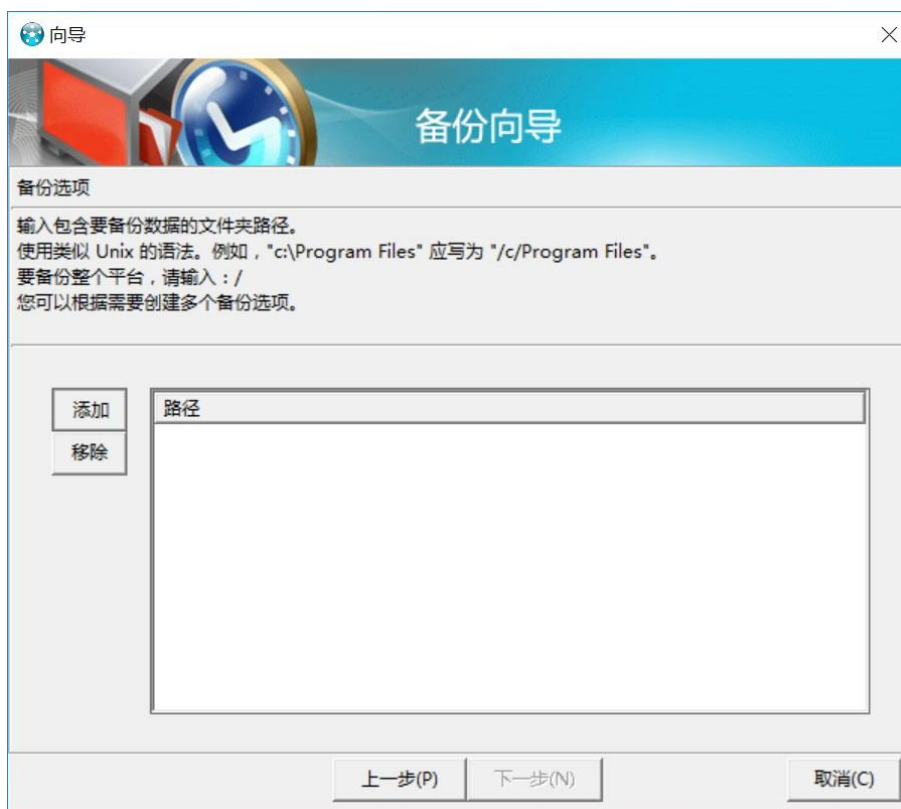 向导
备份向导
备份选项
输入包含要备份数据的文件夹路径。
使用类似 Unix 的语法。例如，"c:\Program Files" 应写为 "/c/Program Files"。
要备份整个平台，请输入：/
您可以根据需要创建多个备份选项。
添加
路径
移除
上一步(P)
下一步(N)
取消(C)